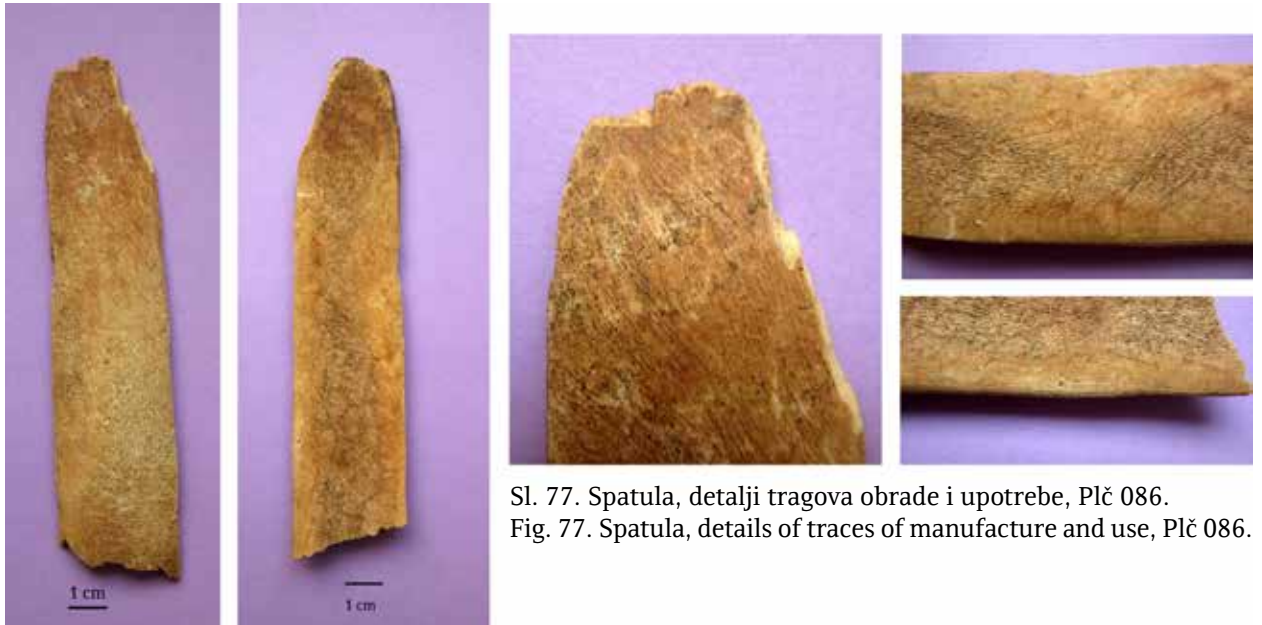 1 cm
1 cm
Sl. 77. Spatula, detalji tragova obrade i upotrebe, Plč 086.
Fig. 77. Spatula, details of traces of manufacture and use, Plč 086.